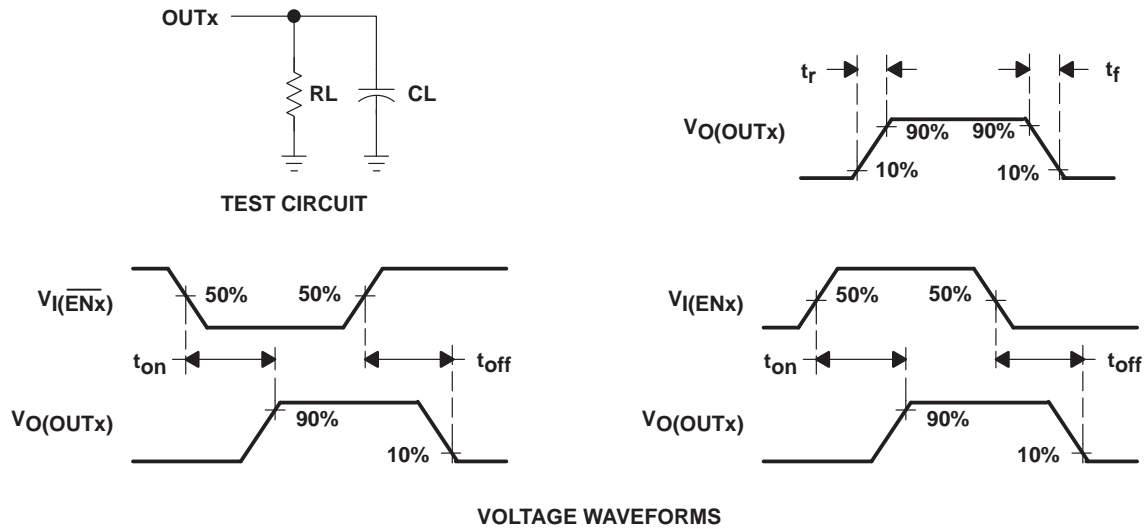 OUTx
RL
CL
TEST CIRCUIT
tr
tf
VO(OUTx)
90%
90%
10%
10%
VI(E̅N̅x̅)
50%
50%
ton
toff
VO(OUTx)
90%
10%
VI(ENx)
50%
50%
ton
toff
VO(OUTx)
90%
10%
VOLTAGE WAVEFORMS